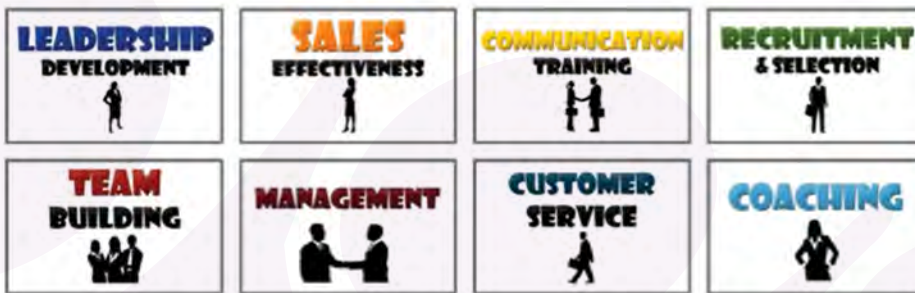 LEADERSHIP
DEVELOPMENT
SALES
EFFECTIVENESS
COMMUNICATION
TRAINING
RECRUITMENT
& SELECTION
TEAM
BUILDING
MANAGEMENT
CUSTOMER
SERVICE
COACHING